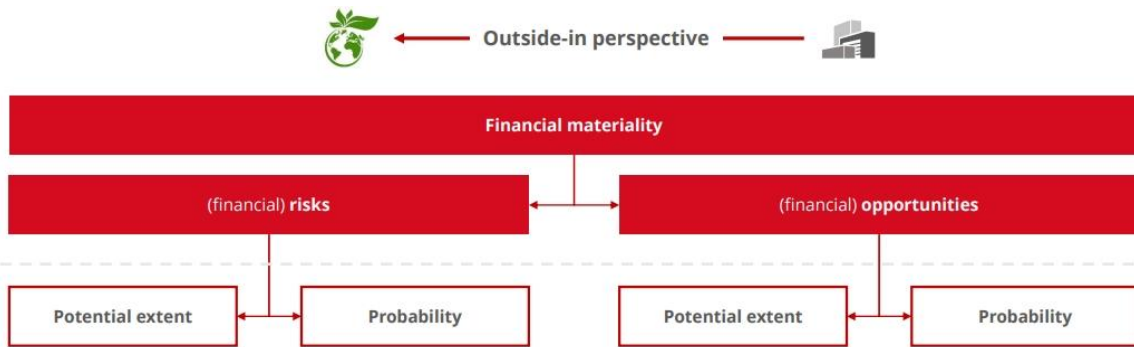 Outside-in perspective
Financial materiality
(financial) risks
(financial) opportunities
Potential extent
Probability
Potential extent
Probability